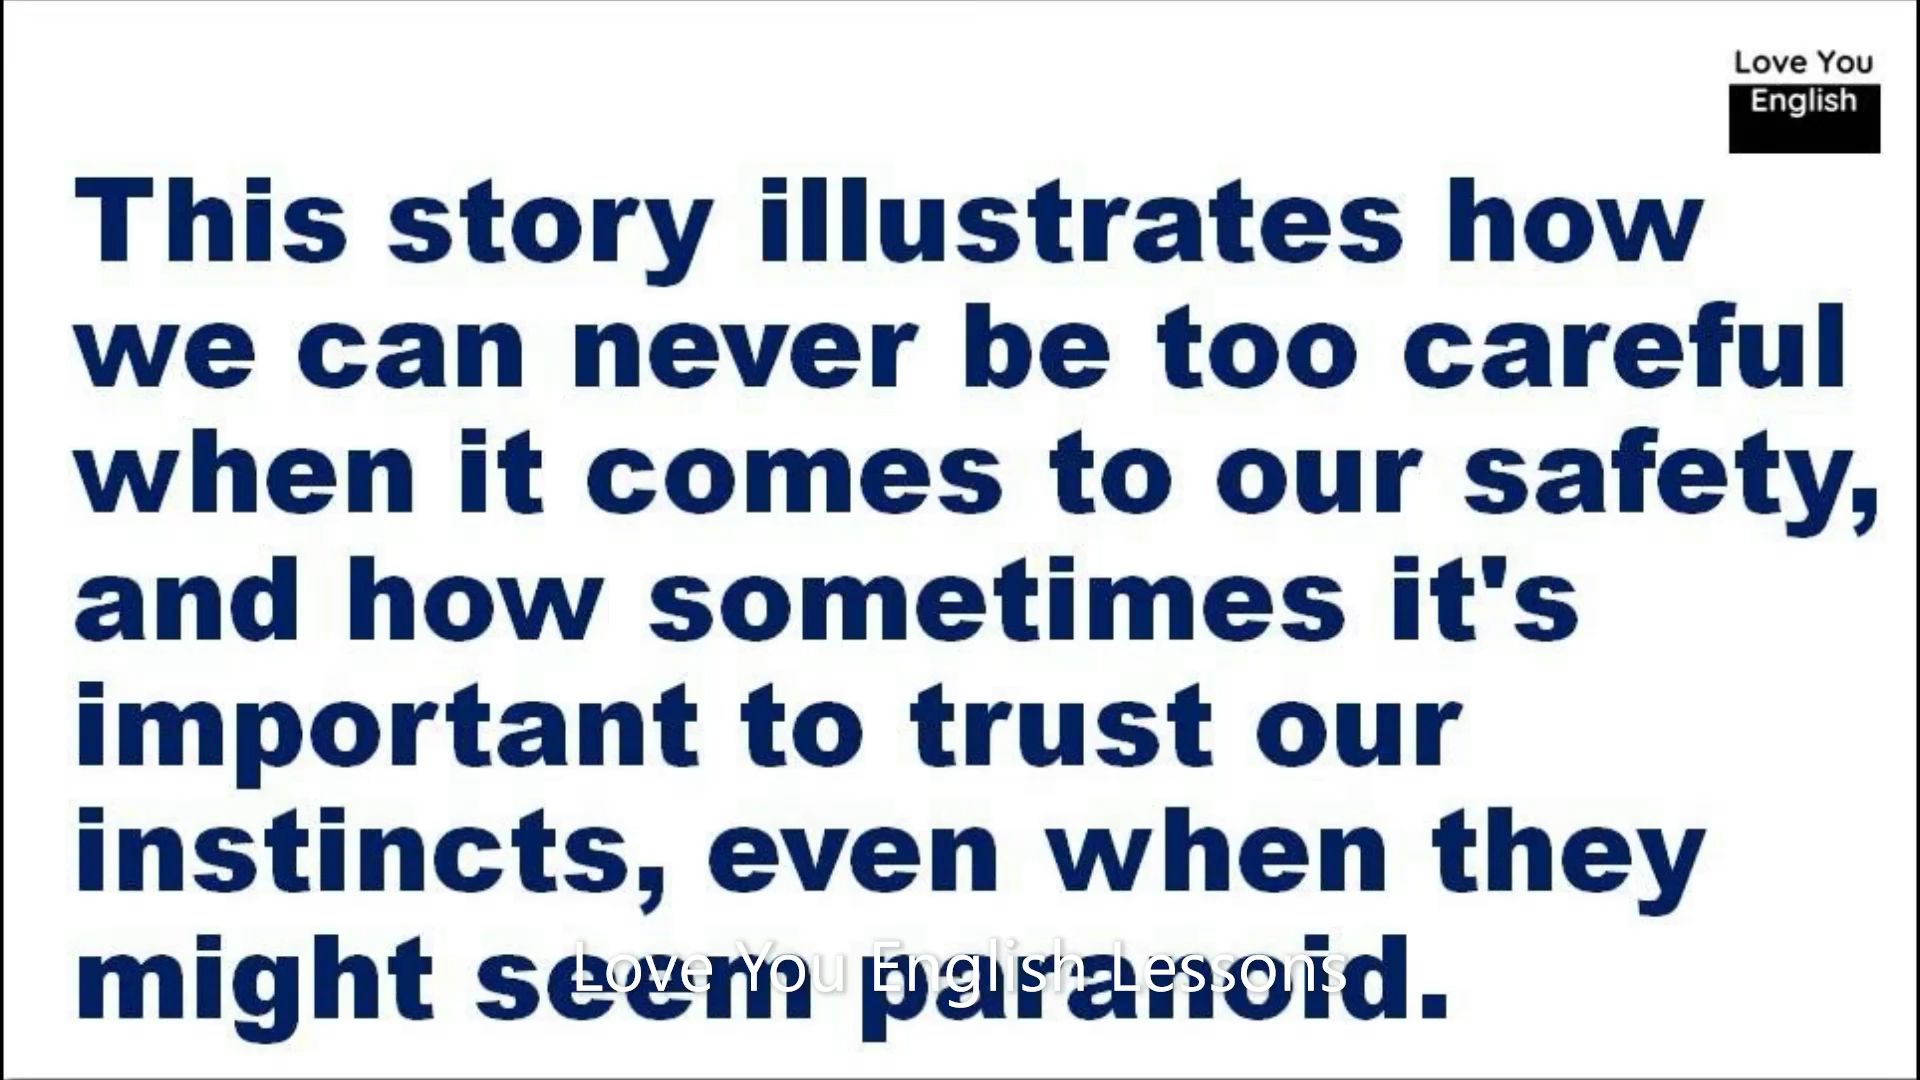 Love You
English
This story illustrates how
we can never be too careful
when it comes to our safety,
and how sometimes it's
important to trust our
instincts, even when they
might seem paranoid.
Love You English Lessons